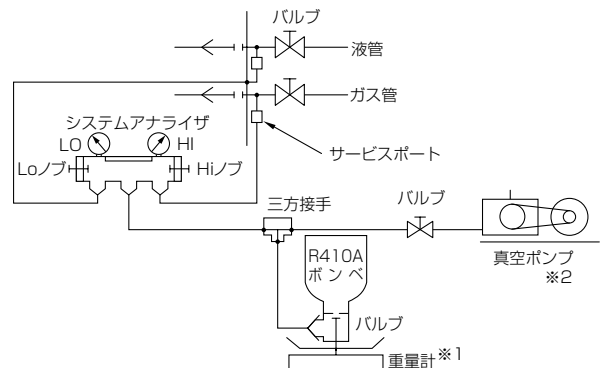 バルブ
液管
ガス管
システムアナライザ
LO
HI
Loノブ
Hiノブ
サービスポート
三方接手
バルブ
R410A
ボンベ
真空ポンプ
※2
バルブ
重量計※1